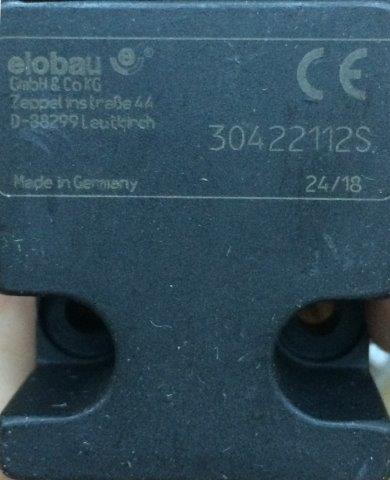 elobau
GmbH & Co KG
Zeppelinstraße 44
D-88299 Leutkirch
CE
30422112S
Made in Germany
24/18